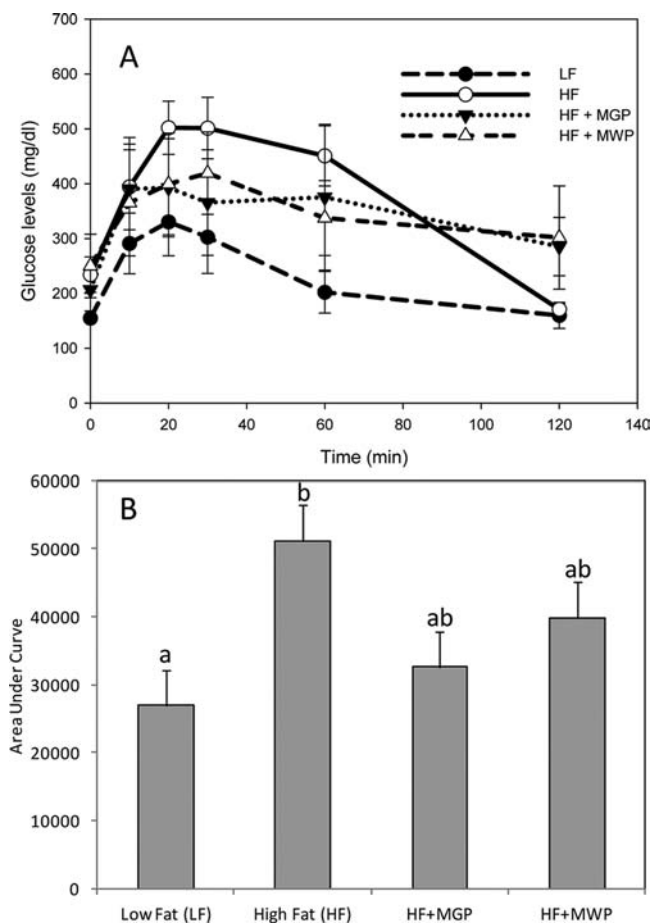 A
LF
HF
HF + MGP
HF + MWP
700
600
500
400
300
200
100
0
Glucose levels (mg/dl)
0 20 40 60 80 100 120 140
Time (min)
B
60000
50000
40000
30000
20000
10000
0
Area Under Curve
a
b
ab
ab
Low Fat (LF) High Fat (HF) HF+MGP HF+MWP